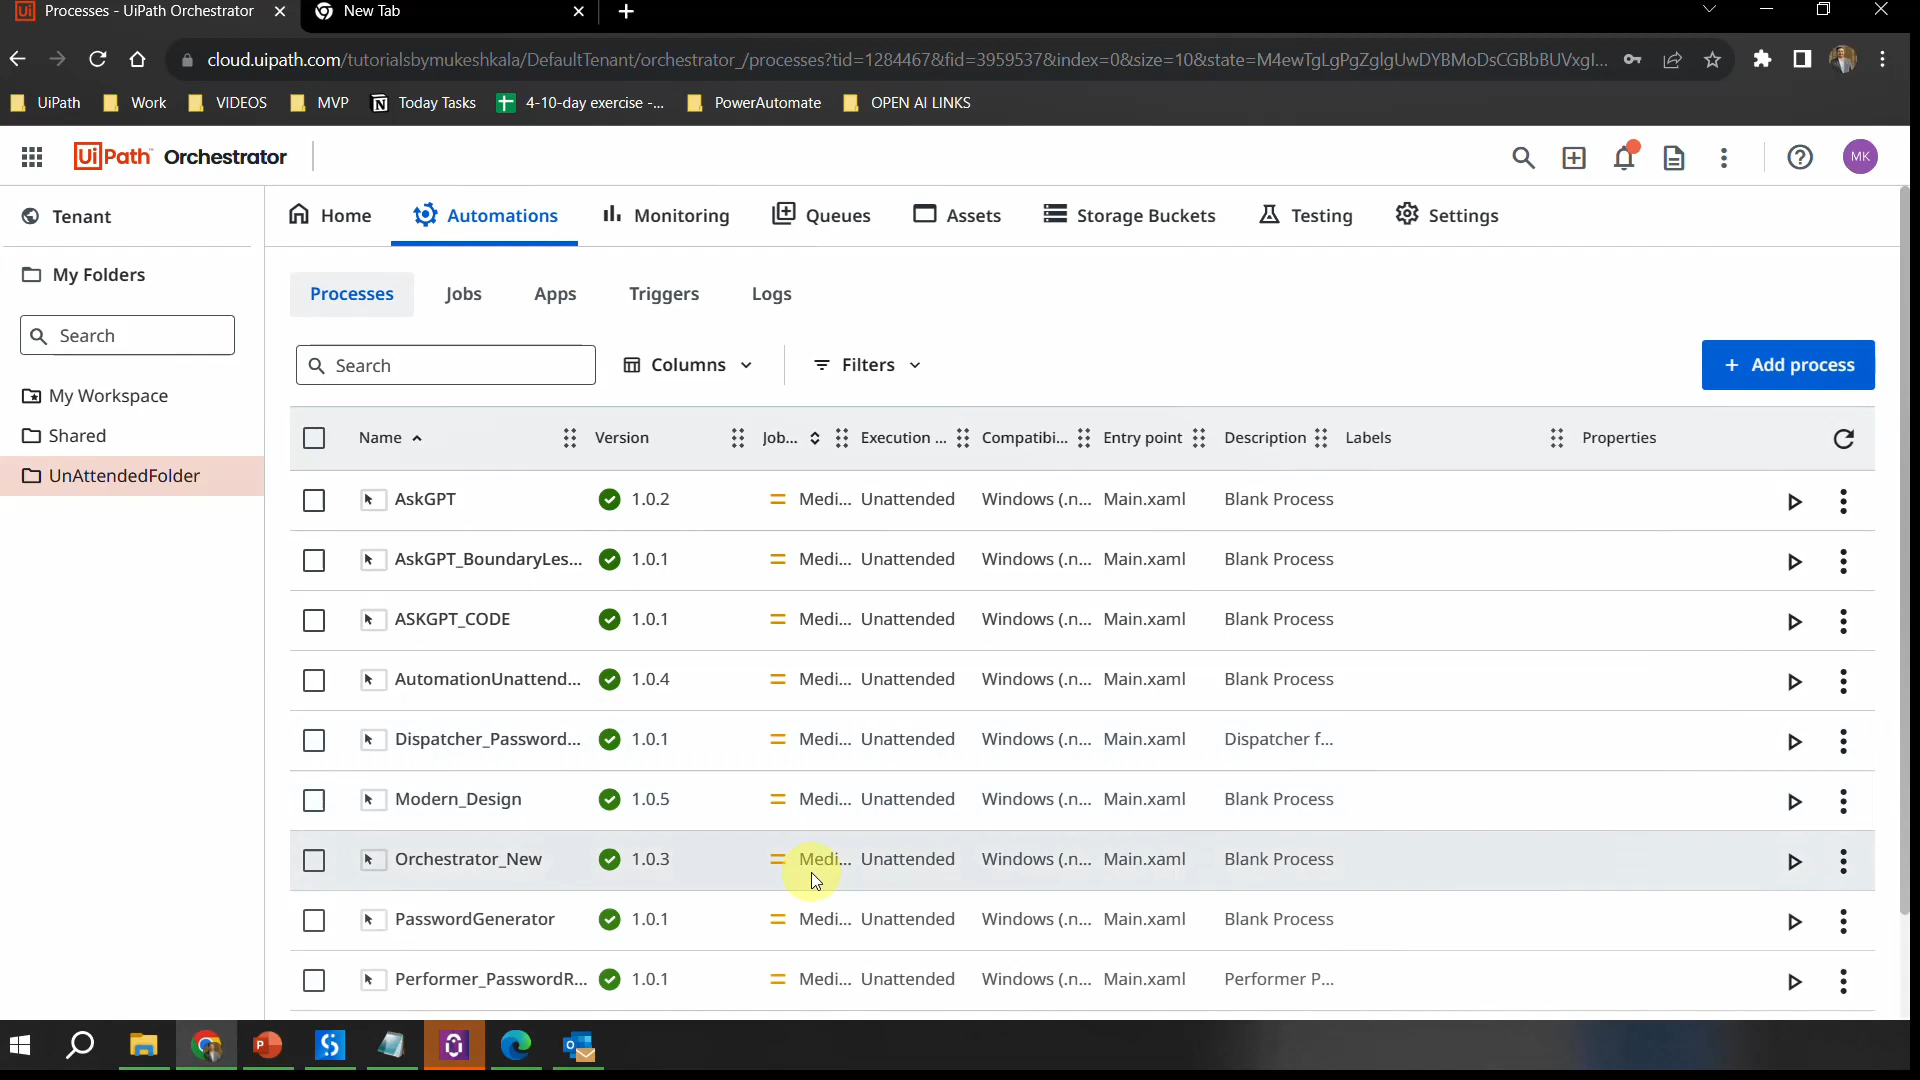 Processes - UiPath Orchestrator
New Tab
cloud.uipath.com/tutorialsbymukeshkala/DefaultTenant/orchestrator_/processes?tid=1284467&fid=3959537&index=0&size=10&state=M4ewTgLgPgZglgUwDYBMoDsCGBbBUVxgl...
UiPath
Work
VIDEOS
MVP
Today Tasks
4-10-day exercise -...
PowerAutomate
OPEN AI LINKS
UiPath Orchestrator
MK
Tenant
Home
Automations
Monitoring
Queues
Assets
Storage Buckets
Testing
Settings
My Folders
Search
My Workspace
Shared
UnAttendedFolder
Processes
Jobs
Apps
Triggers
Logs
Search
Columns
Filters
+ Add process
Name Version Job... Execution ... Compatibi... Entry point Description Labels Properties
AskGPT 1.0.2 Medi... Unattended Windows (.n... Main.xaml Blank Process
AskGPT_BoundaryLes... 1.0.1 Medi... Unattended Windows (.n... Main.xaml Blank Process
ASKGPT_CODE 1.0.1 Medi... Unattended Windows (.n... Main.xaml Blank Process
AutomationUnattend... 1.0.4 Medi... Unattended Windows (.n... Main.xaml Blank Process
Dispatcher_Password... 1.0.1 Medi... Unattended Windows (.n... Main.xaml Dispatcher f...
Modern_Design 1.0.5 Medi... Unattended Windows (.n... Main.xaml Blank Process
Orchestrator_New 1.0.3 Medi... Unattended Windows (.n... Main.xaml Blank Process
PasswordGenerator 1.0.1 Medi... Unattended Windows (.n... Main.xaml Blank Process
Performer_PasswordR... 1.0.1 Medi... Unattended Windows (.n... Main.xaml Performer P...